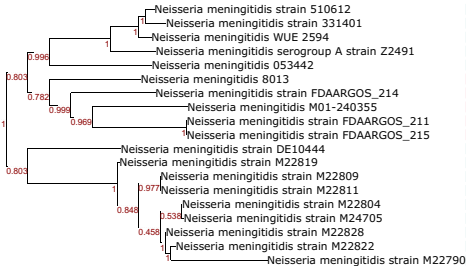 Neisseria meningitidis strain 510612
1
Neisseria meningitidis strain 331401
1
Neisseria meningitidis WUE 2594
1
Neisseria meningitidis serogroup A strain Z2491
0.996
Neisseria meningitidis 053442
0.803
Neisseria meningitidis 8013
0.782
Neisseria meningitidis strain FDAARGOS_214
0.999
Neisseria meningitidis M01-240355
0.969
Neisseria meningitidis strain FDAARGOS_211
1
Neisseria meningitidis strain FDAARGOS_215
1
Neisseria meningitidis strain DE10444
0.803
Neisseria meningitidis strain M22819
1
Neisseria meningitidis strain M22809
0.977
Neisseria meningitidis strain M22811
0.848
Neisseria meningitidis strain M22804
0.538
Neisseria meningitidis strain M24705
0.458
Neisseria meningitidis strain M22828
1
Neisseria meningitidis strain M22822
1
Neisseria meningitidis strain M22790